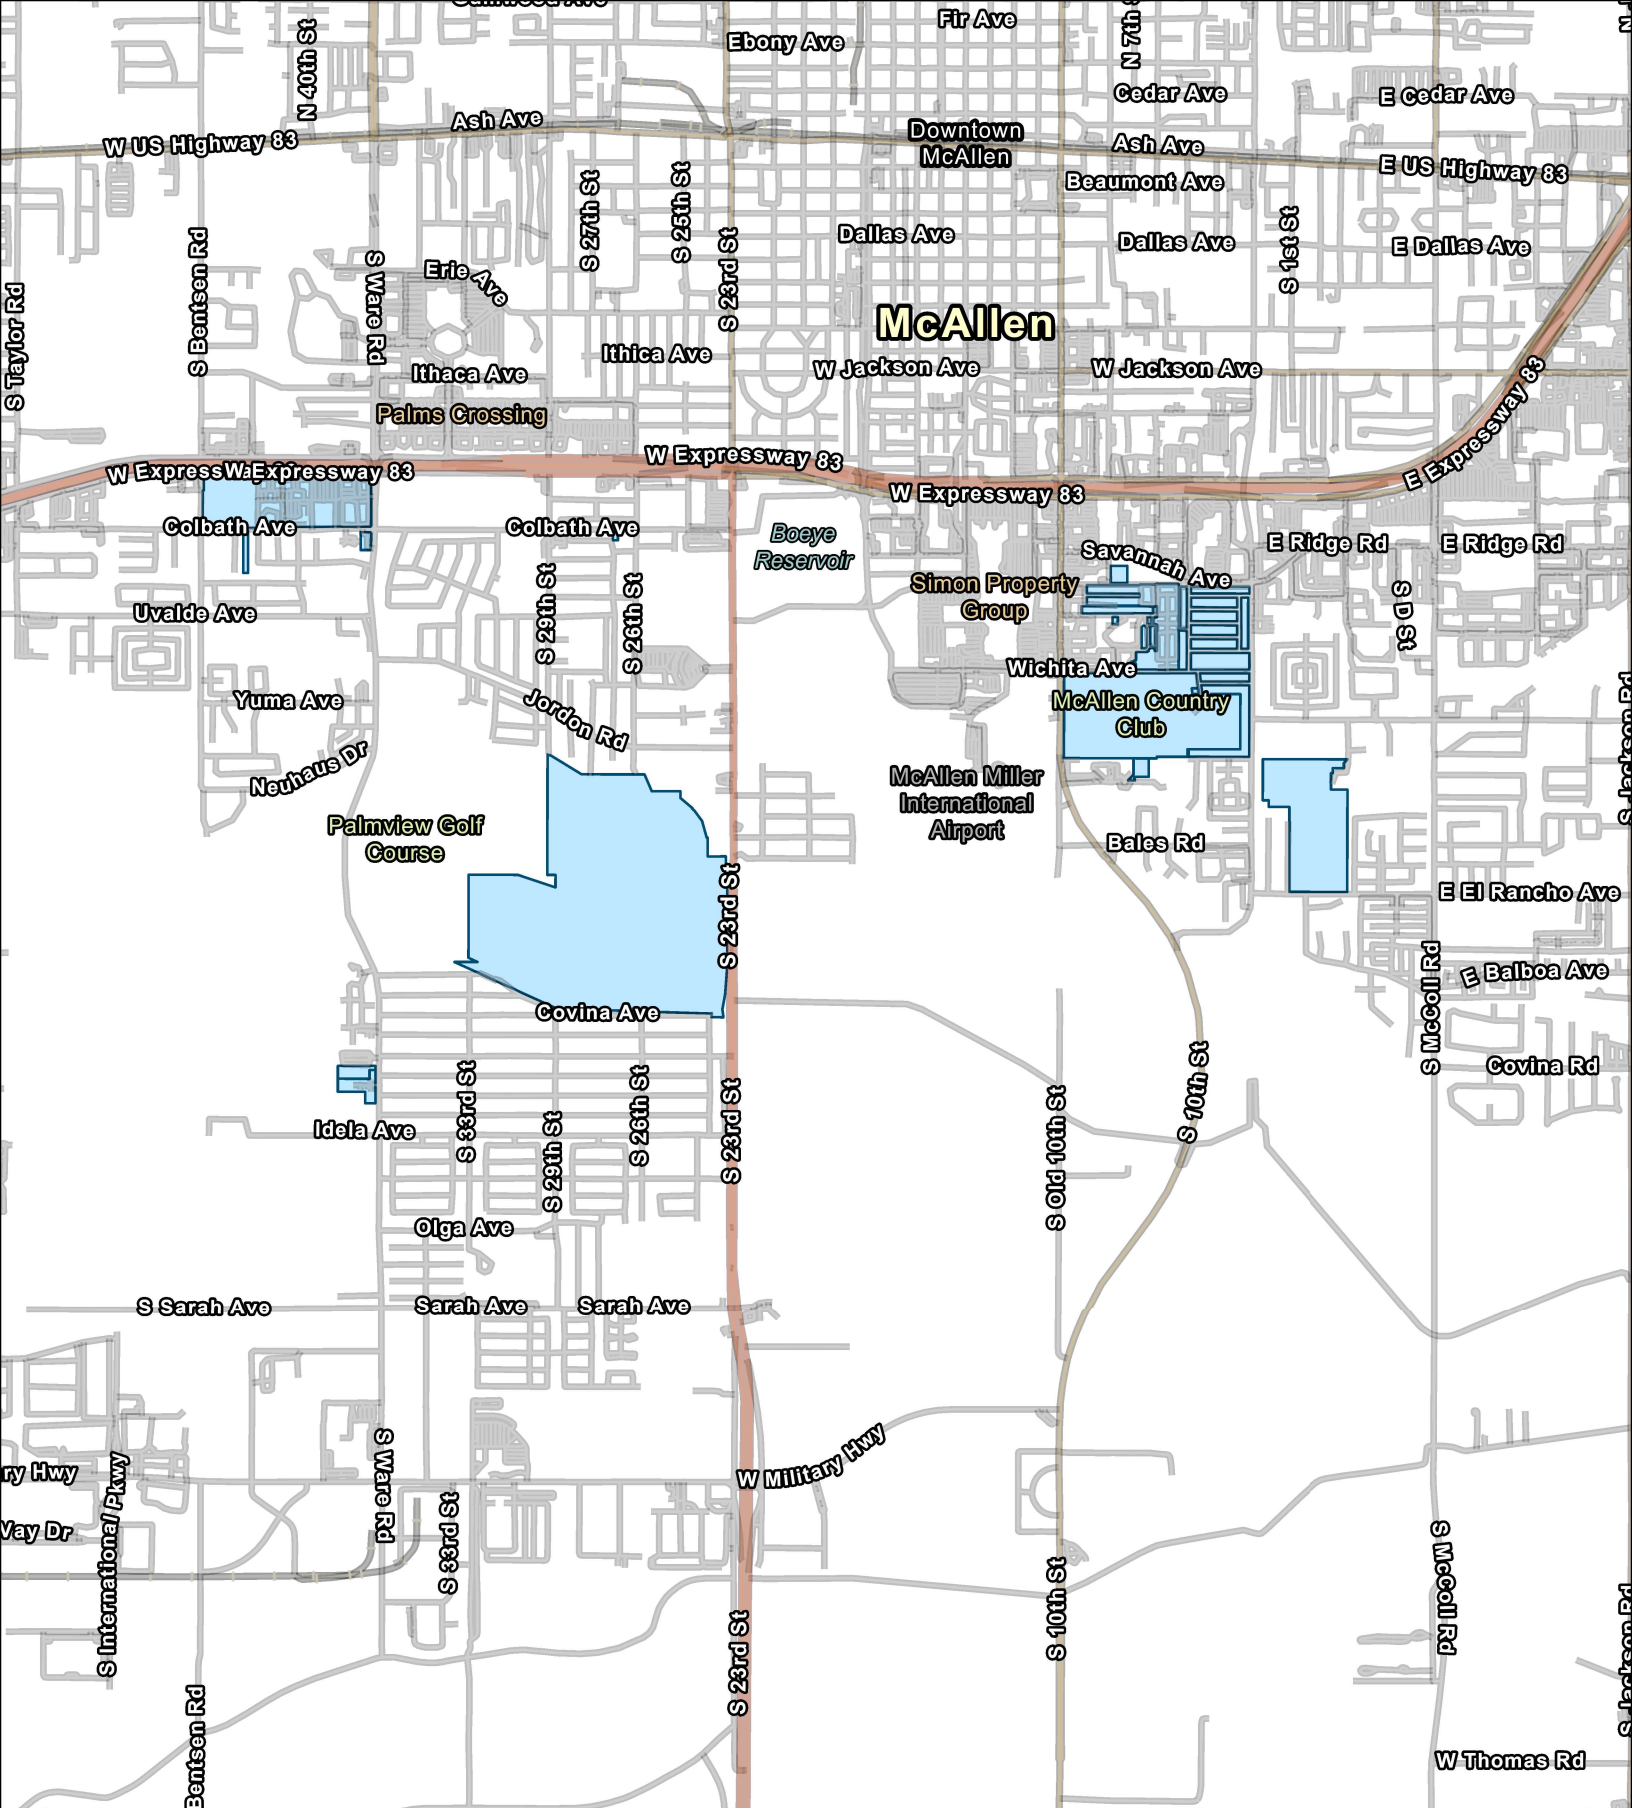 Fir Ave
Ebony Ave
N 7th S
N 40th St
Cedar Ave
E Cedar Ave
Ash Ave
W US Highway 83
Downtown
McAllen
Ash Ave
E US Highway 83
Beaumont Ave
S 27th St
S 25th St
S 23rd St
Dallas Ave
Dallas Ave
S 1st St
E Dallas Ave
S Taylor Rd
S Bentsen Rd
S Ware Rd
Erie Ave
McAllen
Ithica Ave
Ithaca Ave
W Jackson Ave
W Jackson Ave
Palms Crossing
W Expressway 83
W Expressway 83
W Expressway 83
E Expressway 83
Colbath Ave
Colbath Ave
Boeye
Reservoir
Savannah Ave
E Ridge Rd
E Ridge Rd
Simon Property
Group
Uvalde Ave
S 29th St
S 26th St
S D St
Wichita Ave
Yuma Ave
Jordon Rd
McAllen Country
Club
S Jackson Rd
Neuhaus Dr
McAllen Miller
International
Airport
Palmview Golf
Course
Bales Rd
S 23rd St
E El Rancho Ave
E Balboa Ave
S McColl Rd
Covina Ave
Covina Rd
S 33rd St
S 29th St
S 26th St
S 23rd St
S Old 10th St
S 10th St
Idela Ave
Olga Ave
S Sarah Ave
Sarah Ave
Sarah Ave
ry Hwy
S International Pkwy
S Ware Rd
W Military Hwy
Vay Dr
S 33rd St
S 10th St
S McColl Rd
S Jackson Rd
S 23rd St
Bentsen Rd
W Thomas Rd